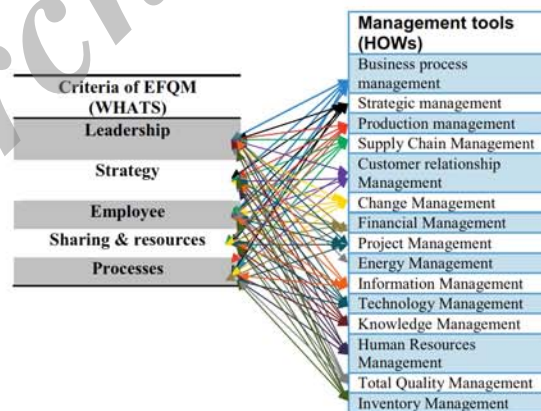 Criteria of EFQM
(WHATS)
Leadership
Strategy
Employee
Sharing & resources
Processes
Management tools
(HOWs)
Business process
management
Strategic management
Production management
Supply Chain Management
Customer relationship
Management
Change Management
Financial Management
Project Management
Energy Management
Information Management
Technology Management
Knowledge Management
Human Resources
Management
Total Quality Management
Inventory Management